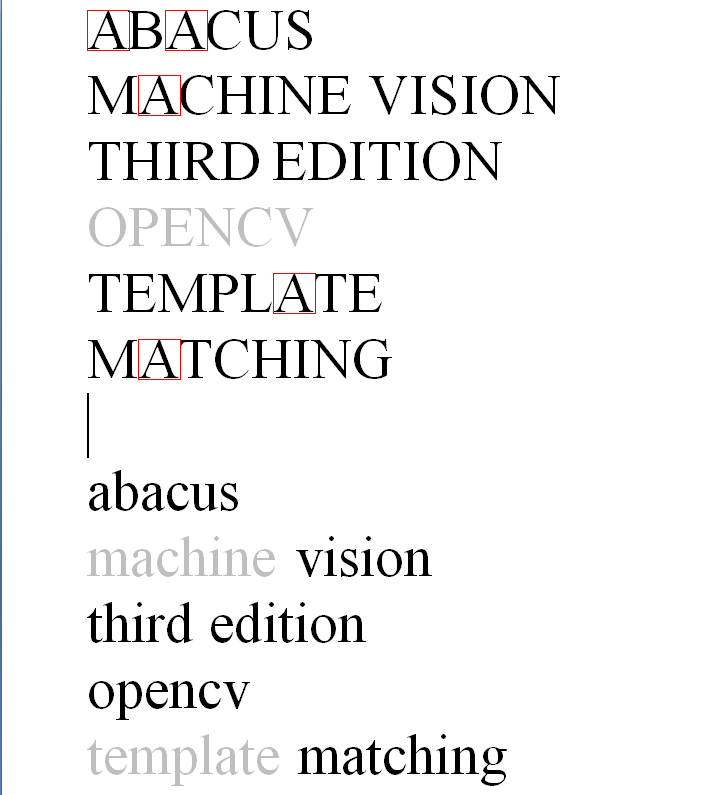 ABACUS
MACHINE VISION
THIRD EDITION
OPENCV
TEMPLATE
MATCHING
abacus
machine vision
third edition
opencv
template matching